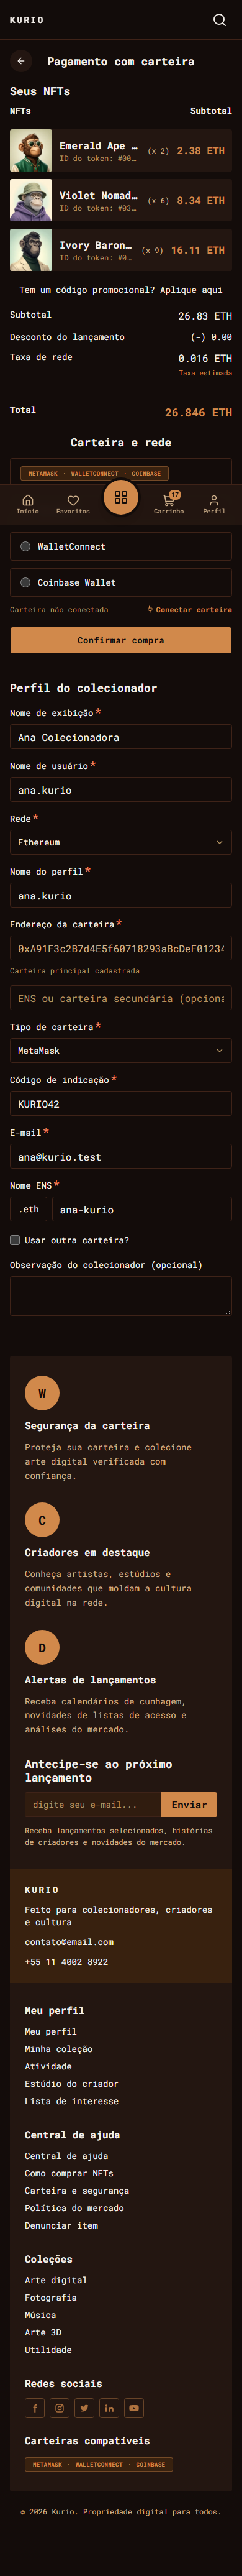 KURIO
Pagamento com carteira
Seus NFTs
NFTs Subtotal
Emerald Ape … (x 2) 2.38 ETH
ID do token: #00…
Violet Nomad… (x 6) 8.34 ETH
ID do token: #03…
Ivory Baron… (x 9) 16.11 ETH
ID do token: #0…
Tem um código promocional? Aplique aqui
Subtotal 26.83 ETH
Desconto do lançamento (-) 0.00
Taxa de rede 0.016 ETH
Taxa estimada
Total 26.846 ETH
Carteira e rede
METAMASK · WALLETCONNECT · COINBASE
17
Início Favoritos Carrinho Perfil
WalletConnect
Coinbase Wallet
Carteira não conectada Conectar carteira
Confirmar compra
Perfil do colecionador
Nome de exibição*
Ana Colecionadora
Nome de usuário*
ana.kurio
Rede*
Ethereum
Nome do perfil*
ana.kurio
Endereço da carteira*
0xA91F3c2B7d4E5f60718293aBcDeF01234
Carteira principal cadastrada
ENS ou carteira secundária (opciona
Tipo de carteira*
MetaMask
Código de indicação*
KURIO42
E-mail*
ana@kurio.test
Nome ENS*
.eth ana-kurio
Usar outra carteira?
Observação do colecionador (opcional)
W
Segurança da carteira
Proteja sua carteira e colecione
arte digital verificada com
confiança.
C
Criadores em destaque
Conheça artistas, estúdios e
comunidades que moldam a cultura
digital na rede.
D
Alertas de lançamentos
Receba calendários de cunhagem,
novidades de listas de acesso e
análises do mercado.
Antecipe-se ao próximo
lançamento
digite seu e-mail... Enviar
Receba lançamentos selecionados, histórias
de criadores e novidades do mercado.
KURIO
Feito para colecionadores, criadores
e cultura
contato@email.com
+55 11 4002 8922
Meu perfil
Meu perfil
Minha coleção
Atividade
Estúdio do criador
Lista de interesse
Central de ajuda
Central de ajuda
Como comprar NFTs
Carteira e segurança
Política do mercado
Denunciar item
Coleções
Arte digital
Fotografia
Música
Arte 3D
Utilidade
Redes sociais
Carteiras compatíveis
METAMASK · WALLETCONNECT · COINBASE
© 2026 Kurio. Propriedade digital para todos.